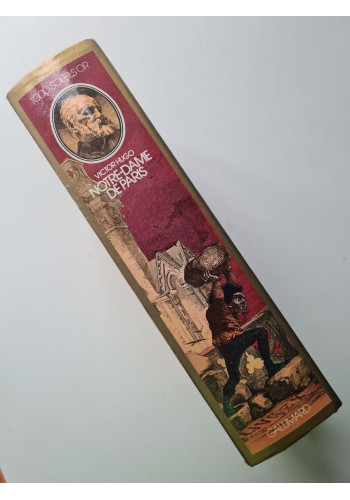 1000 SOLEILS D'OR
VICTOR HUGO
NOTRE-DAME
DE PARIS
GALLIMARD